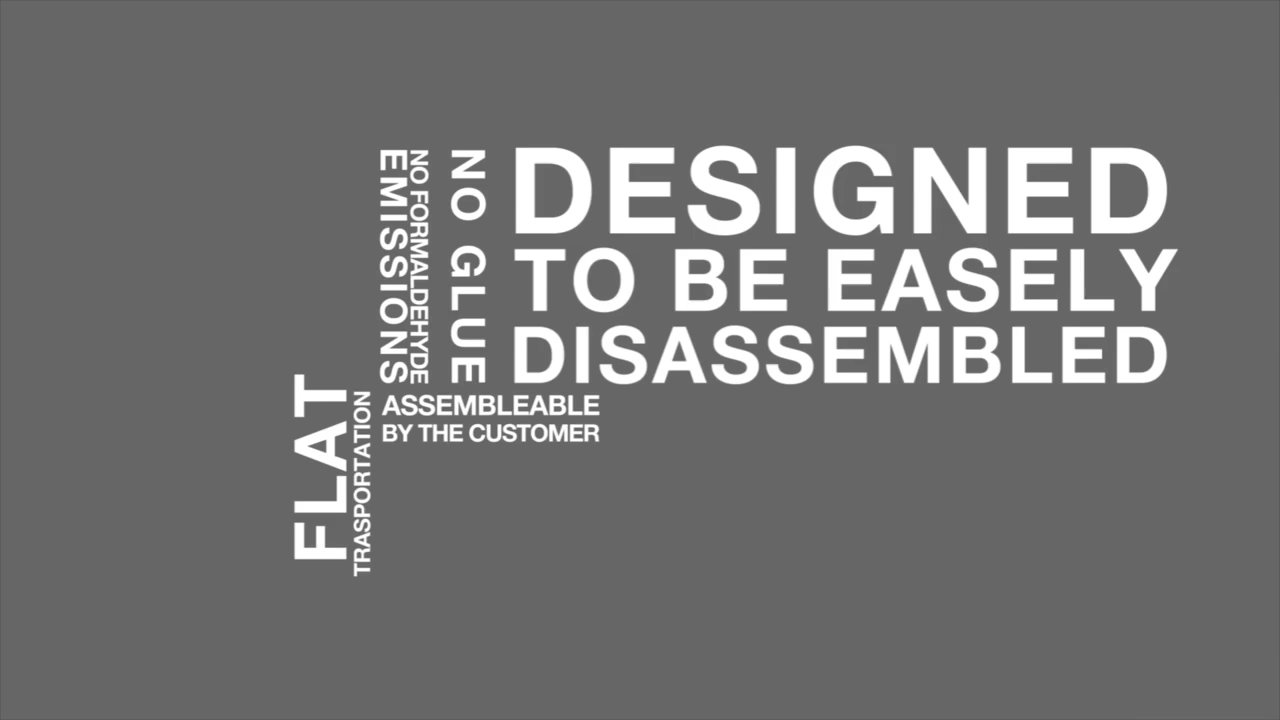 DESIGNED
TO BE EASELY
DISASSEMBLED
NO GLUE
NO FORMALDEHYDE
EMISSIONS
ASSEMBLEABLE
BY THE CUSTOMER
FLAT
TRASPORTATION